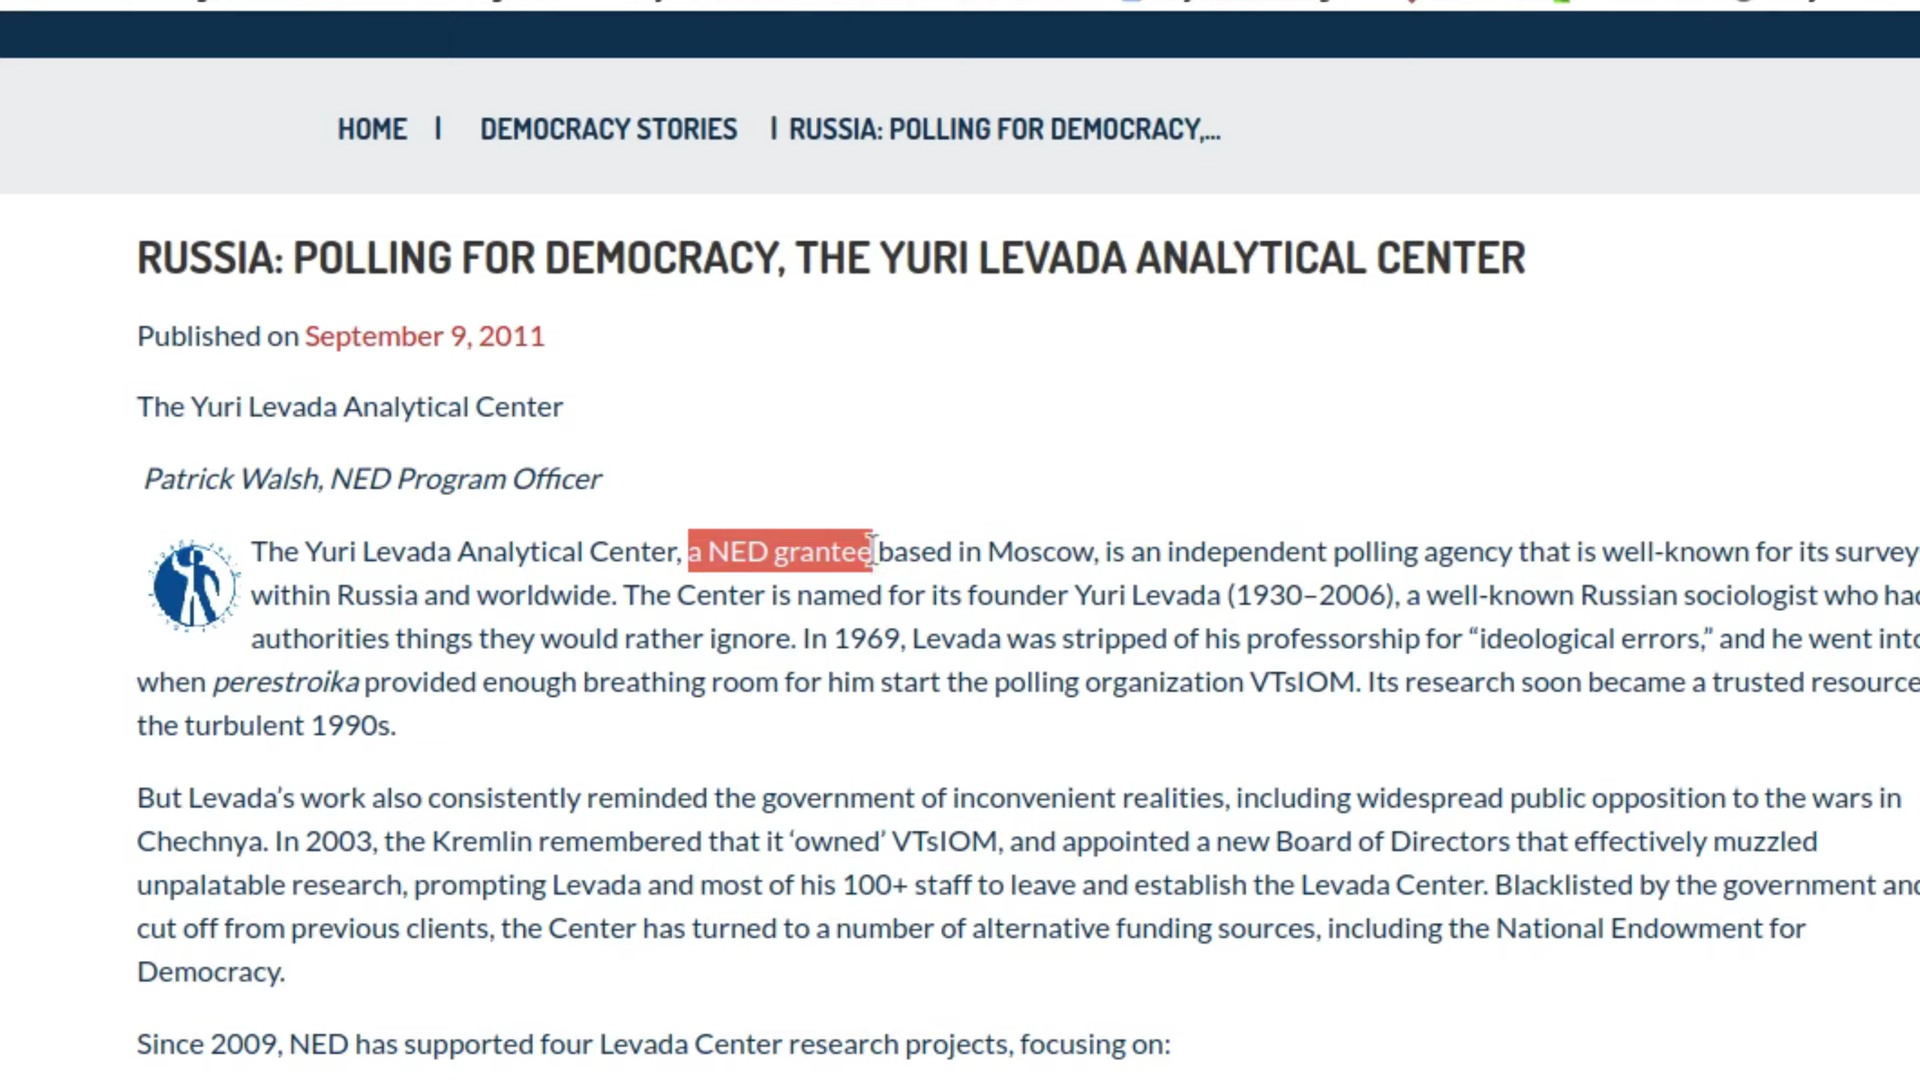 HOME | DEMOCRACY STORIES | RUSSIA: POLLING FOR DEMOCRACY,...
RUSSIA: POLLING FOR DEMOCRACY, THE YURI LEVADA ANALYTICAL CENTER
Published on September 9, 2011
The Yuri Levada Analytical Center
Patrick Walsh, NED Program Officer
The Yuri Levada Analytical Center, a NED grantee based in Moscow, is an independent polling agency that is well-known for its survey
within Russia and worldwide. The Center is named for its founder Yuri Levada (1930–2006), a well-known Russian sociologist who had
authorities things they would rather ignore. In 1969, Levada was stripped of his professorship for “ideological errors,” and he went into
when perestroika provided enough breathing room for him start the polling organization VTsIOM. Its research soon became a trusted resource
the turbulent 1990s.
But Levada’s work also consistently reminded the government of inconvenient realities, including widespread public opposition to the wars in
Chechnya. In 2003, the Kremlin remembered that it ‘owned’ VTsIOM, and appointed a new Board of Directors that effectively muzzled
unpalatable research, prompting Levada and most of his 100+ staff to leave and establish the Levada Center. Blacklisted by the government and
cut off from previous clients, the Center has turned to a number of alternative funding sources, including the National Endowment for
Democracy.
Since 2009, NED has supported four Levada Center research projects, focusing on: